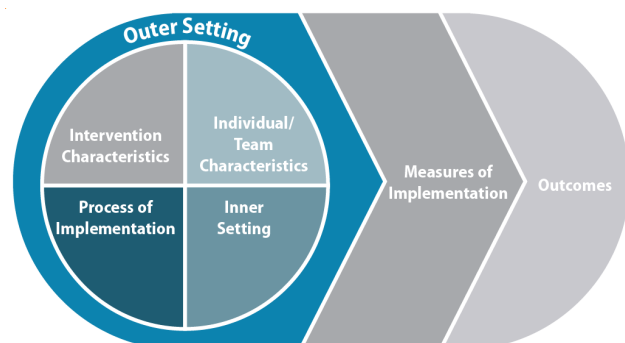 Outer Setting
Intervention
Characteristics
Individual/
Team
Characteristics
Process of
Implementation
Inner
Setting
Measures of
Implementation
Outcomes